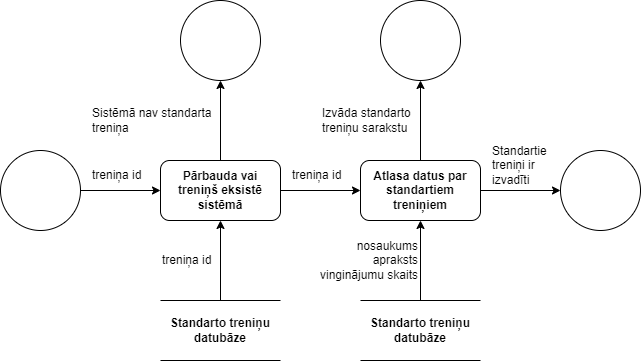 Sistēmā nav standarta
treniņa
Izvāda standarto
treniņu sarakstu
treniņa id
Pārbauda vai
treniņš eksistē
sistēmā
treniņa id
Atlasa datus par
standartiem
treniņiem
Standartie
treniņi ir
izvadīti
treniņa id
nosaukums
apraksts
vinginājumu skaits
Standarto treniņu
datubāze
Standarto treniņu
datubāze